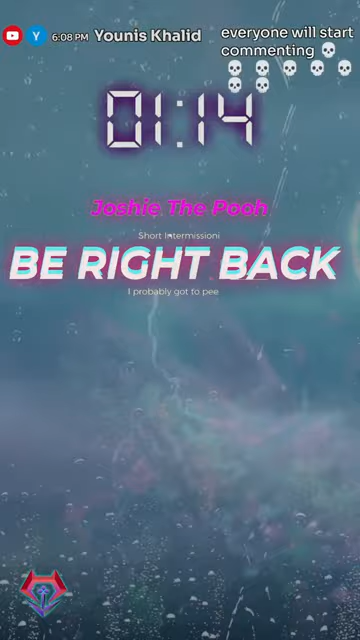 Y 6:08 PM Younis Khalid
everyone will start
commenting 💀
💀 💀 💀 💀 💀
💀 💀
01:14
Joshie The Pooh
Short Intermissioni
BE RIGHT BACK
I probably got to pee